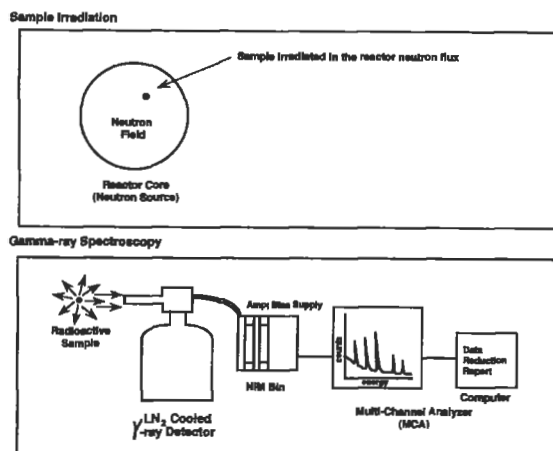 Sample Irradiation
Sample irradiated in the reactor neutron flux
Neutron
Field
Reactor Core
(Neutron Source)
Gamma-ray Spectroscopy
Radioactive
Sample
LN2 Cooled
γ-ray Detector
Amp Bias Supply
NIM Bin
counts
energy
Multi-Channel Analyzer
(MCA)
Data
Reduction
Report
Computer